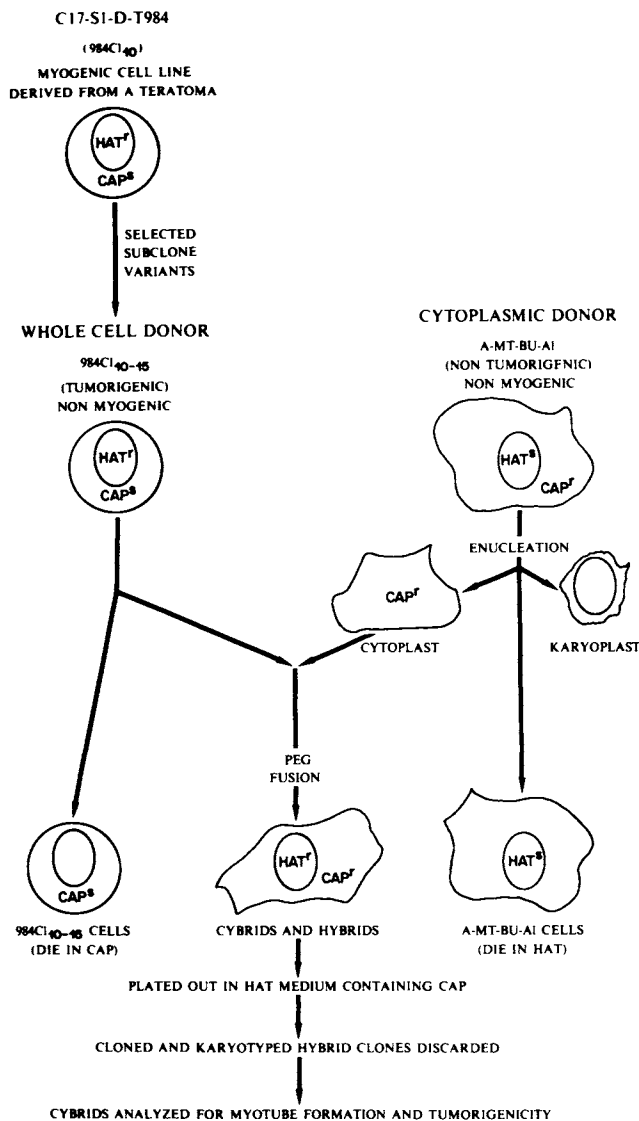 C17-S1-D-T984
(984Cl10)
MYOGENIC CELL LINE
DERIVED FROM A TERATOMA
HATr
CAPs
SELECTED
SUBCLONE
VARIANTS
WHOLE CELL DONOR
984Cl10-15
(TUMORIGENIC)
NON MYOGENIC
HATr
CAPs
CYTOPLASMIC DONOR
A-MT-BU-AI
(NON TUMORIGENIC)
NON MYOGENIC
HATs
CAPr
ENUCLEATION
CAPr
CYTOPLAST
KARYOPLAST
PEG
FUSION
CAPs
984Cl10-15 CELLS
(DIE IN CAP)
HATr
CAPr
CYBRIDS AND HYBRIDS
HATs
A-MT-BU-AI CELLS
(DIE IN HAT)
PLATED OUT IN HAT MEDIUM CONTAINING CAP
CLONED AND KARYOTYPED HYBRID CLONES DISCARDED
CYBRIDS ANALYZED FOR MYOTUBE FORMATION AND TUMORIGENICITY